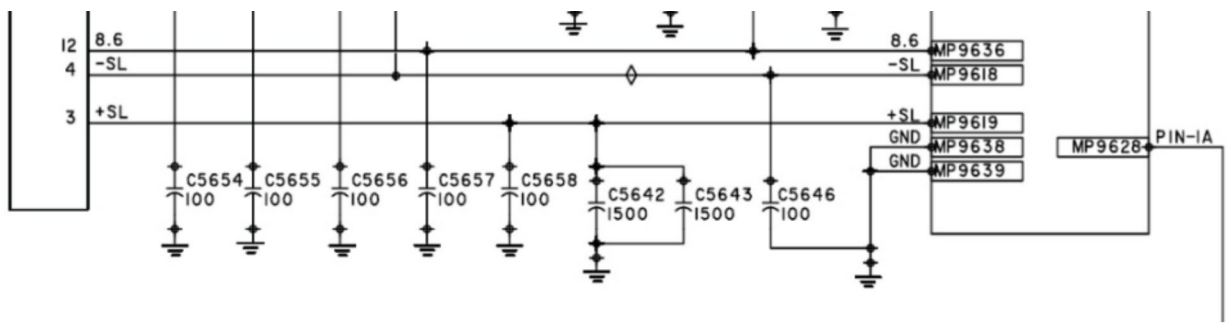 12 8.6 8.6 MP9636
4 -SL -SL MP9618
3 +SL +SL MP9619
GND MP9638 MP9628 PIN-1A
GND MP9639
C5654 C5655 C5656 C5657 C5658 C5642 C5643 C5646
100 100 100 100 100 1500 1500 100